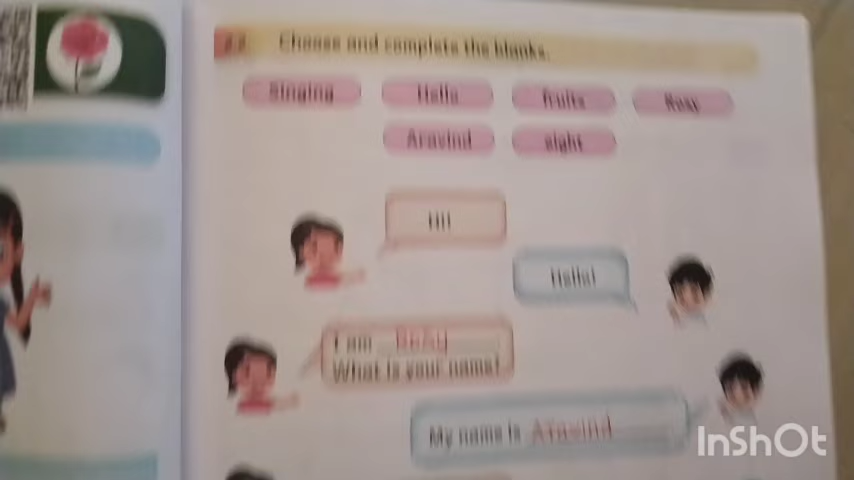 Choose and complete the blanks.
Singing
Hello
fruits
Rosy
Aravind
eight
Hi!
Hello!
I am Rosy
What is your name?
My name is Aravind
InShOt